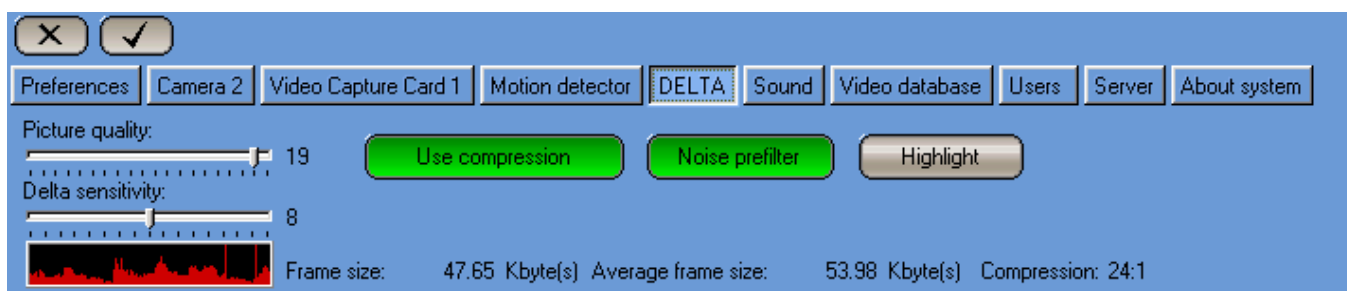 Preferences Camera 2 Video Capture Card 1 Motion detector DELTA Sound Video database Users Server About system
Picture quality:
19 Use compression Noise prefilter Highlight
Delta sensitivity:
8
Frame size: 47.65 Kbyte(s) Average frame size: 53.98 Kbyte(s) Compression: 24:1